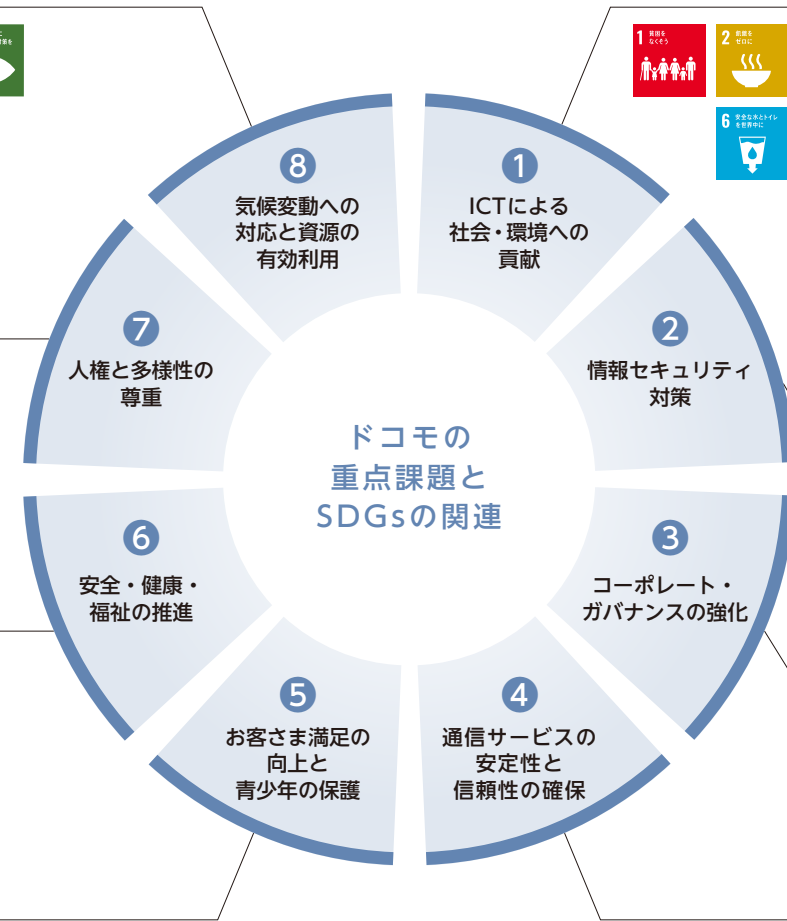 1 貧困を
なくそう
2 飢餓を
ゼロに
6 安全な水とトイレ
を世界中に
8
気候変動への
対応と資源の
有効利用
1
ICTによる
社会・環境への
貢献
7
人権と多様性の
尊重
2
情報セキュリティ
対策
ドコモの
重点課題と
SDGsの関連
6
安全・健康・
福祉の推進
3
コーポレート・
ガバナンスの強化
5
お客さま満足の
向上と
青少年の保護
4
通信サービスの
安定性と
信頼性の確保